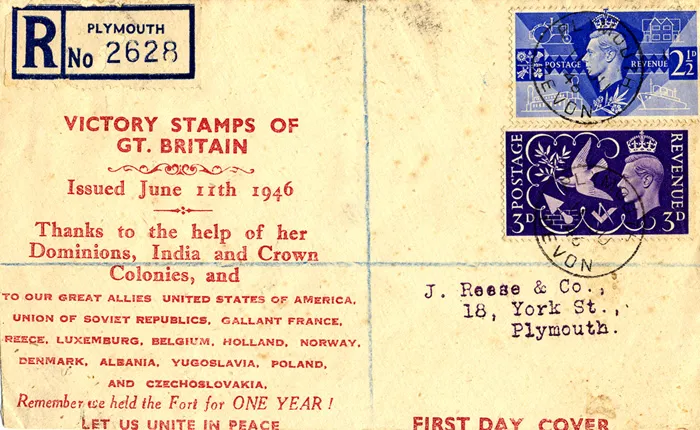 R
PLYMOUTH
No 2628
VICTORY STAMPS OF
GT. BRITAIN
Issued June 11th 1946
Thanks to the help of her
Dominions, India and Crown
Colonies, and
TO OUR GREAT ALLIES UNITED STATES OF AMERICA,
UNION OF SOVIET REPUBLICS, GALLANT FRANCE,
REECE, LUXEMBURG, BELGIUM, HOLLAND, NORWAY,
DENMARK, ALBANIA, YUGOSLAVIA, POLAND,
AND CZECHOSLOVAKIA.
Remember we held the Fort for ONE YEAR !
LET US UNITE IN PEACE
POSTAGE REVENUE 2½D
DEVON
POSTAGE 3D
REVENUE 3D
DEVON
J. Reese & Co.,
18, York St.,
Plymouth.
FIRST DAY COVER